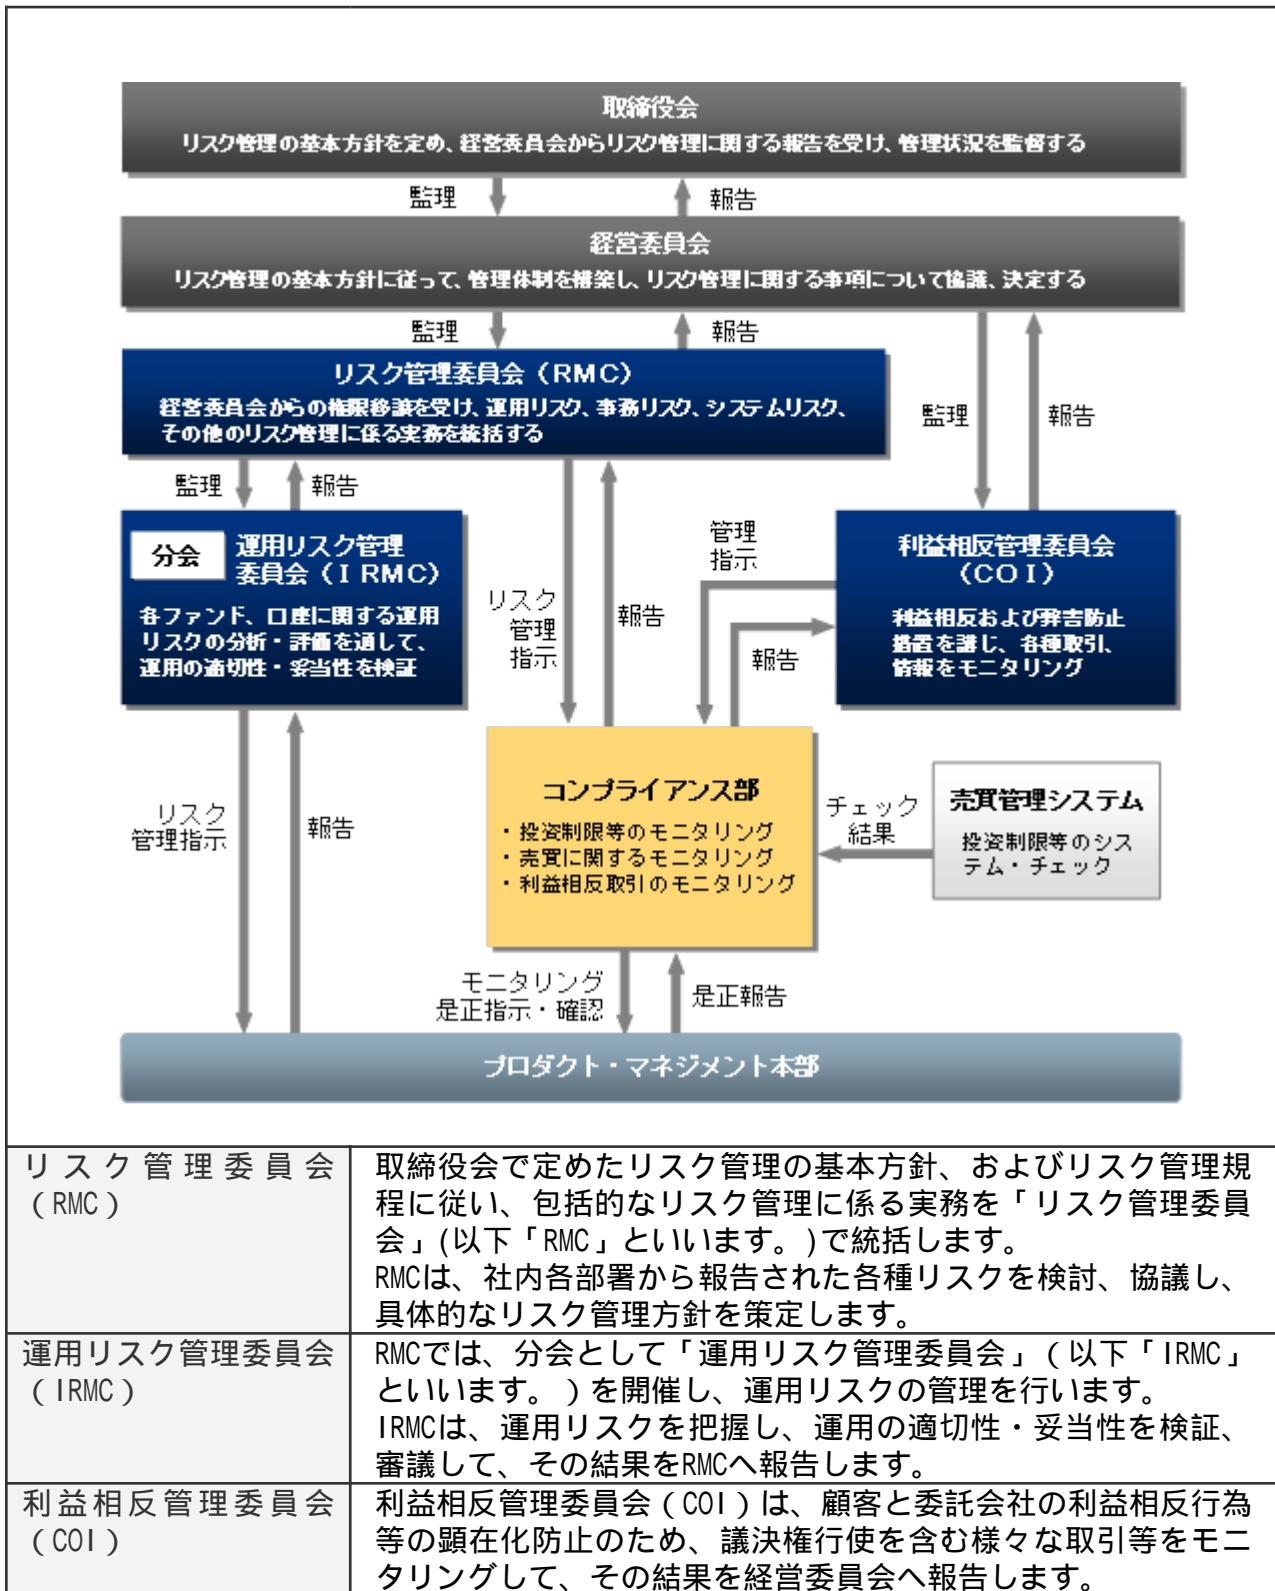 取締役会
リスク管理の基本方針を定め、経営委員会からリスク管理に関する報告を受け、管理状況を監督する
監理
報告
経営委員会
リスク管理の基本方針に従って、管理体制を構築し、リスク管理に関する事項について協議、決定する
監理
報告
リスク管理委員会（RMC）
経営委員会からの権限移譲を受け、運用リスク、事務リスク、システムリスク、
その他のリスク管理に係る実務を統括する
監理
報告
監理
報告
分会
運用リスク管理
委員会（IRMC）
各ファンド、口座に関する運用
リスクの分析・評価を通して、
運用の適切性・妥当性を検証
リスク
管理
指示
報告
管理
指示
報告
利益相反管理委員会
（COI）
利益相反および弊害防止
措置を講じ、各種取引、
情報をモニタリング
リスク
管理指示
報告
コンプライアンス部
・投資制限等のモニタリング
・売買に関するモニタリング
・利益相反取引のモニタリング
チェック
結果
売買管理システム
投資制限等のシス
テム・チェック
モニタリング
是正指示・確認
是正報告
プロダクト・マネジメント本部
リスク管理委員会
（RMC）
取締役会で定めたリスク管理の基本方針、およびリスク管理規
程に従い、包括的なリスク管理に係る実務を「リスク管理委員
会」(以下「RMC」といいます。)で統括します。
RMCは、社内各部署から報告された各種リスクを検討、協議し、
具体的なリスク管理方針を策定します。
運用リスク管理委員会
（IRMC）
RMCでは、分会として「運用リスク管理委員会」（以下「IRMC」
といいます。）を開催し、運用リスクの管理を行います。
IRMCは、運用リスクを把握し、運用の適切性・妥当性を検証、
審議して、その結果をRMCへ報告します。
利益相反管理委員会
（COI）
利益相反管理委員会（COI）は、顧客と委託会社の利益相反行為
等の顕在化防止のため、議決権行使を含む様々な取引等をモニ
タリングして、その結果を経営委員会へ報告します。